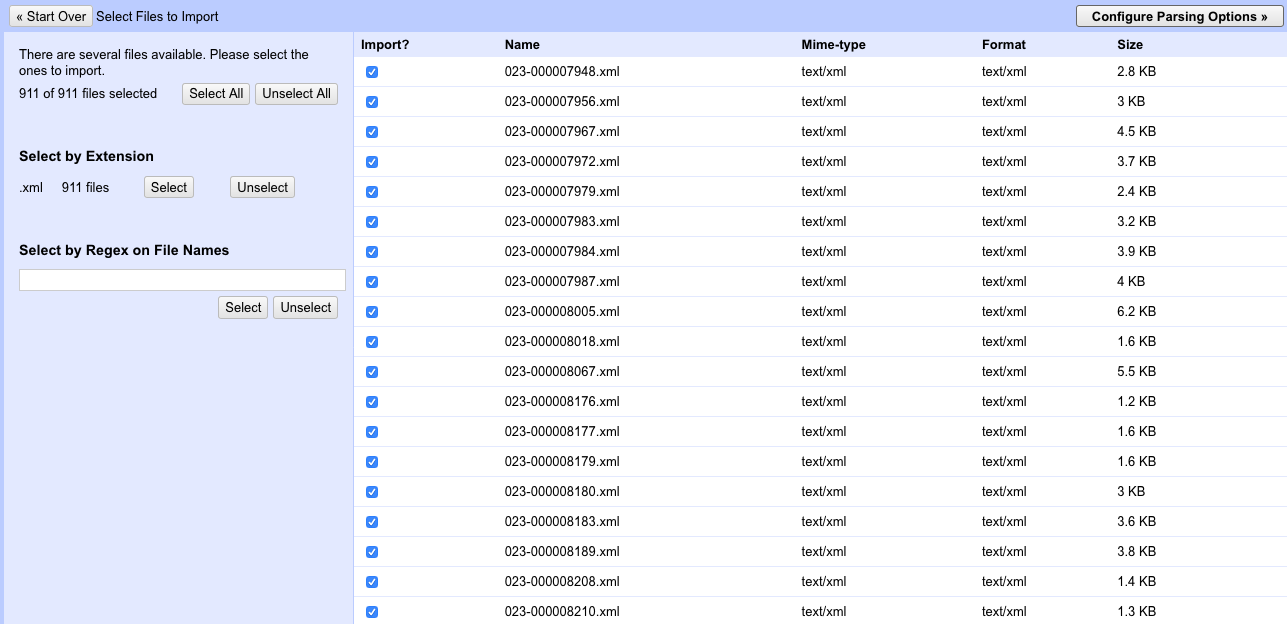 « Start Over Select Files to Import Configure Parsing Options »
There are several files available. Please select the
ones to import.
911 of 911 files selected Select All Unselect All
Select by Extension
.xml 911 files Select Unselect
Select by Regex on File Names
Select Unselect
Import? Name Mime-type Format Size
023-000007948.xml text/xml text/xml 2.8 KB
023-000007956.xml text/xml text/xml 3 KB
023-000007967.xml text/xml text/xml 4.5 KB
023-000007972.xml text/xml text/xml 3.7 KB
023-000007979.xml text/xml text/xml 2.4 KB
023-000007983.xml text/xml text/xml 3.2 KB
023-000007984.xml text/xml text/xml 3.9 KB
023-000007987.xml text/xml text/xml 4 KB
023-000008005.xml text/xml text/xml 6.2 KB
023-000008018.xml text/xml text/xml 1.6 KB
023-000008067.xml text/xml text/xml 5.5 KB
023-000008176.xml text/xml text/xml 1.2 KB
023-000008177.xml text/xml text/xml 1.6 KB
023-000008179.xml text/xml text/xml 1.6 KB
023-000008180.xml text/xml text/xml 3 KB
023-000008183.xml text/xml text/xml 3.6 KB
023-000008189.xml text/xml text/xml 3.8 KB
023-000008208.xml text/xml text/xml 1.4 KB
023-000008210.xml text/xml text/xml 1.3 KB